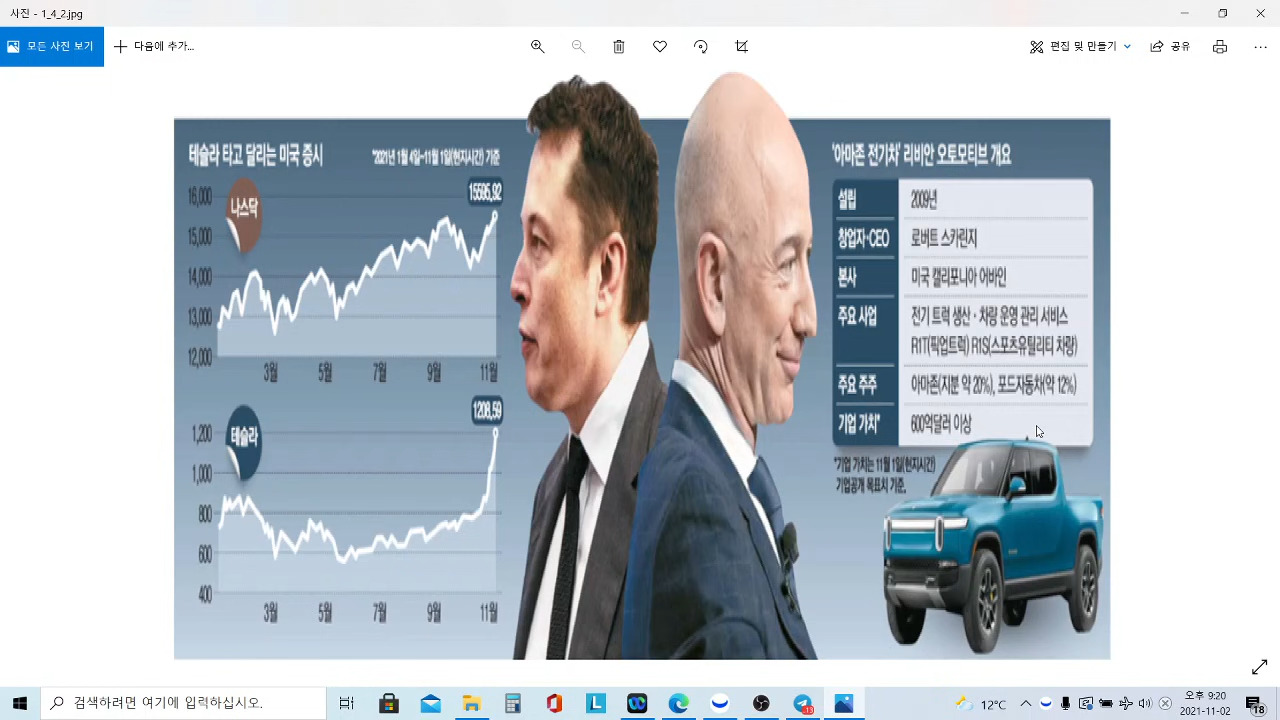 사진 - 1_4_2.jpg
모든 사진 보기
다음에 추가...
편집 및 만들기
공유
테슬라 타고 달리는 미국 증시
*2021년 1월 4일~11월 1일(현지시간) 기준
나스닥
15595.92
16,000
15,000
14,000
13,000
12,000
3월 5월 7월 9월 11월
테슬라
1208.59
1,200
1,000
800
600
400
3월 5월 7월 9월 11월
'아마존 전기차' 리비안 오토모티브 개요
설립 2009년
창업자·CEO 로버트 스카린지
본사 미국 캘리포니아 어바인
주요 사업 전기 트럭 생산·차량 운영 관리 서비스
R1T(픽업트럭) R1S(스포츠유틸리티 차량)
주요 주주 아마존(지분 약 20%), 포드자동차(약 12%)
기업 가치* 600억달러 이상
*기업 가치는 11월 1일(현지시간)
기업공개 목표치 기준.
검색하려면 여기에 입력하십시오.
13
12°C
오후 3:20
2021-11-02
18